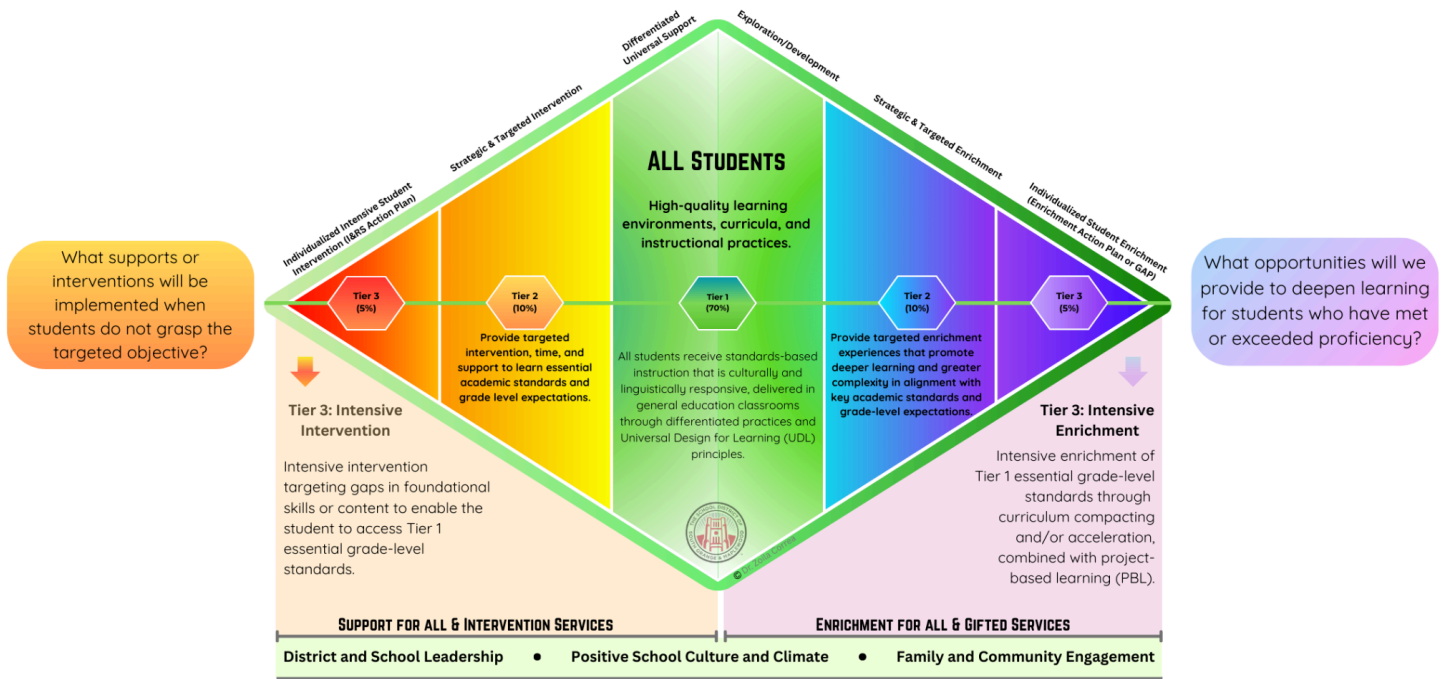 Differentiated
Universal Support
Exploration/Development
Strategic & Targeted Intervention
Strategic & Targeted Enrichment
Individualized Intensive Student
Intervention (I&RS Action Plan)
Individualized Student Enrichment
(Enrichment Action Plan or GAP)
What supports or
interventions will be
implemented when
students do not grasp the
targeted objective?
ALL STUDENTS
High-quality learning
environments, curricula, and
instructional practices.
What opportunities will we
provide to deepen learning
for students who have met
or exceeded proficiency?
Tier 3
(5%)
Tier 2
(10%)
Tier 1
(70%)
Tier 2
(10%)
Tier 3
(5%)
Provide targeted
intervention, time, and
support to learn essential
academic standards and
grade level expectations.
All students receive standards-based
instruction that is culturally and
linguistically responsive, delivered in
general education classrooms
through differentiated practices and
Universal Design for Learning (UDL)
principles.
Provide targeted enrichment
experiences that promote
deeper learning and greater
complexity in alignment with
key academic standards and
grade-level expectations.
Tier 3: Intensive
Intervention
Intensive intervention
targeting gaps in foundational
skills or content to enable the
student to access Tier 1
essential grade-level
standards.
Tier 3: Intensive
Enrichment
Intensive enrichment of
Tier 1 essential grade-level
standards through
curriculum compacting
and/or acceleration,
combined with project-
based learning (PBL).
THE SCHOOL DISTRICT OF
SOUTH ORANGE & MAPLEWOOD
© Dr. Zena Correa
SUPPORT FOR ALL & INTERVENTION SERVICES
ENRICHMENT FOR ALL & GIFTED SERVICES
District and School Leadership • Positive School Culture and Climate • Family and Community Engagement